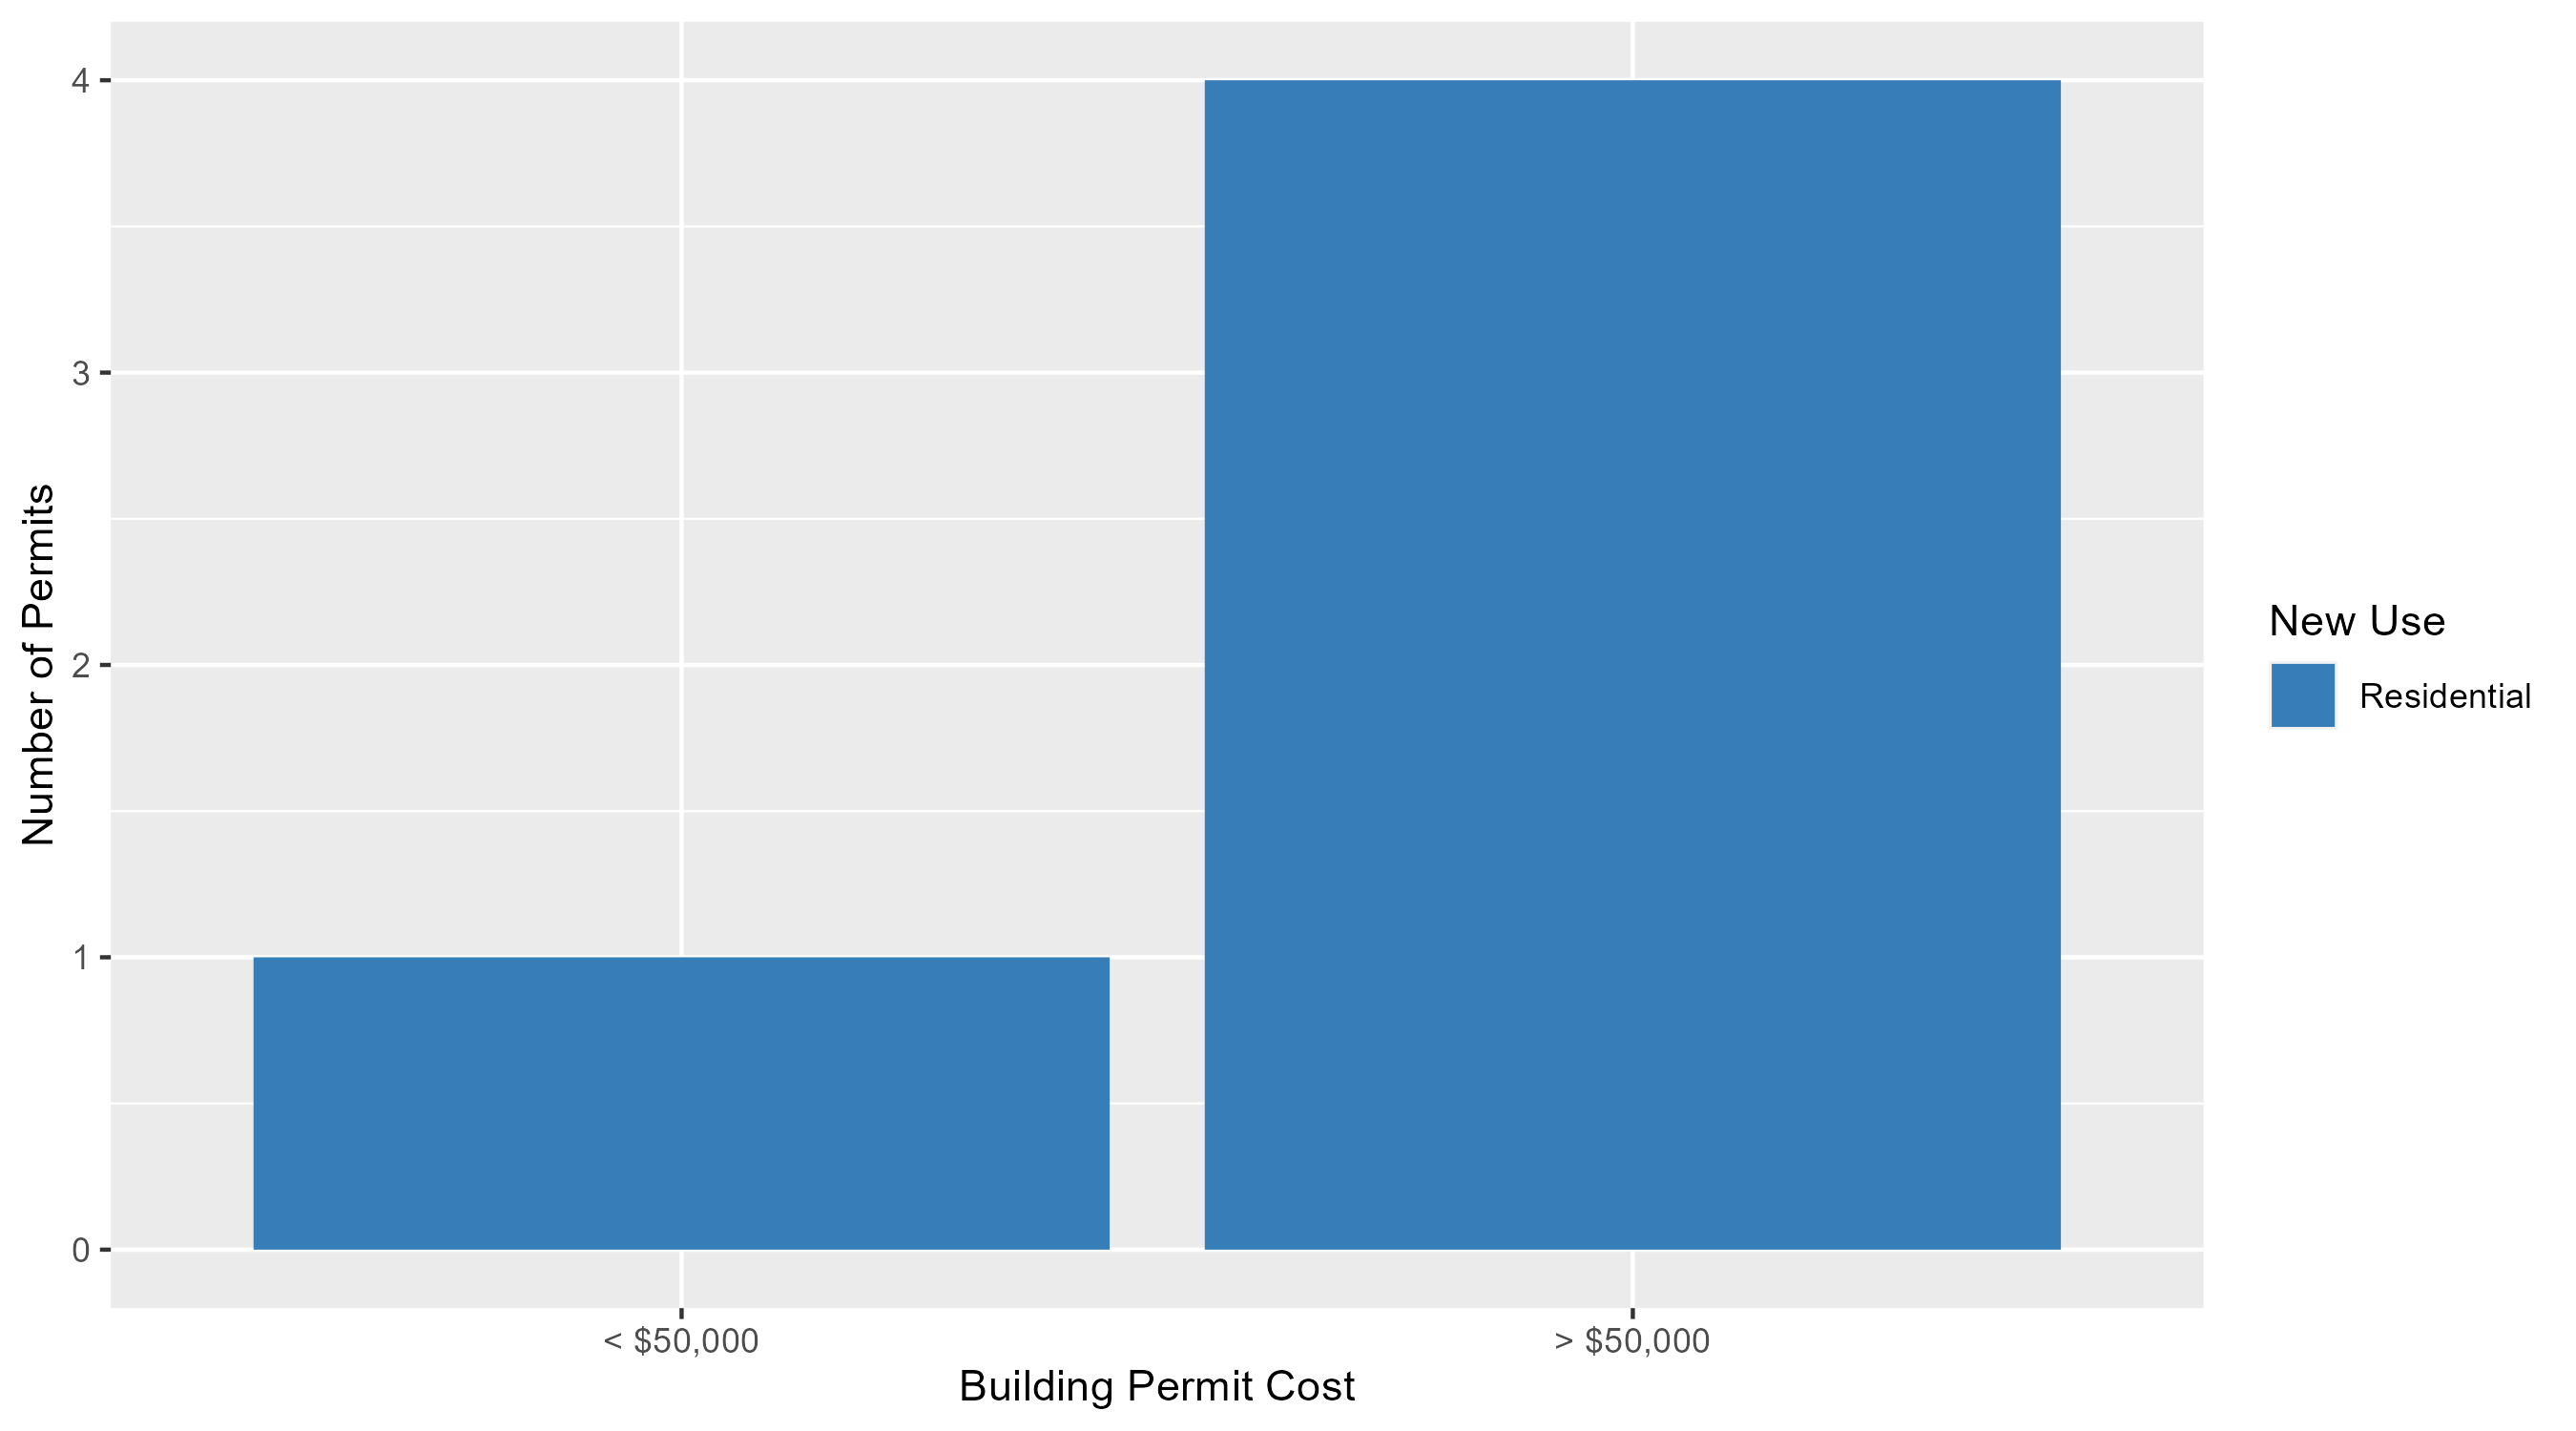 4
3
2
1
0
Number of Permits
< $50,000
> $50,000
Building Permit Cost
New Use
Residential